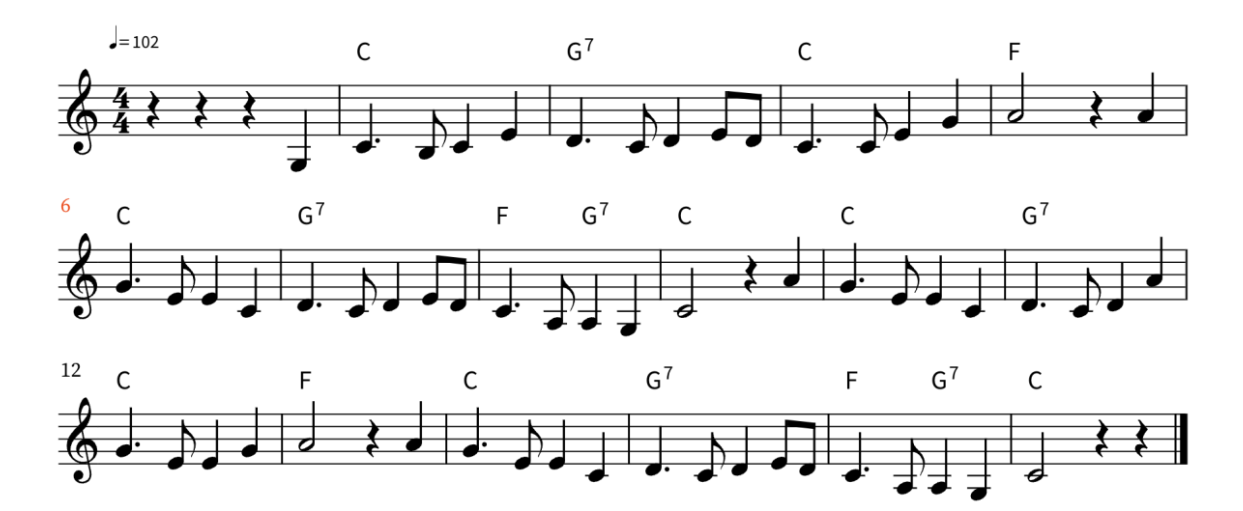 ♩=102
C G7 C F
4
4
6
C G7 F G7 C C G7
12
C F C G7 F G7 C